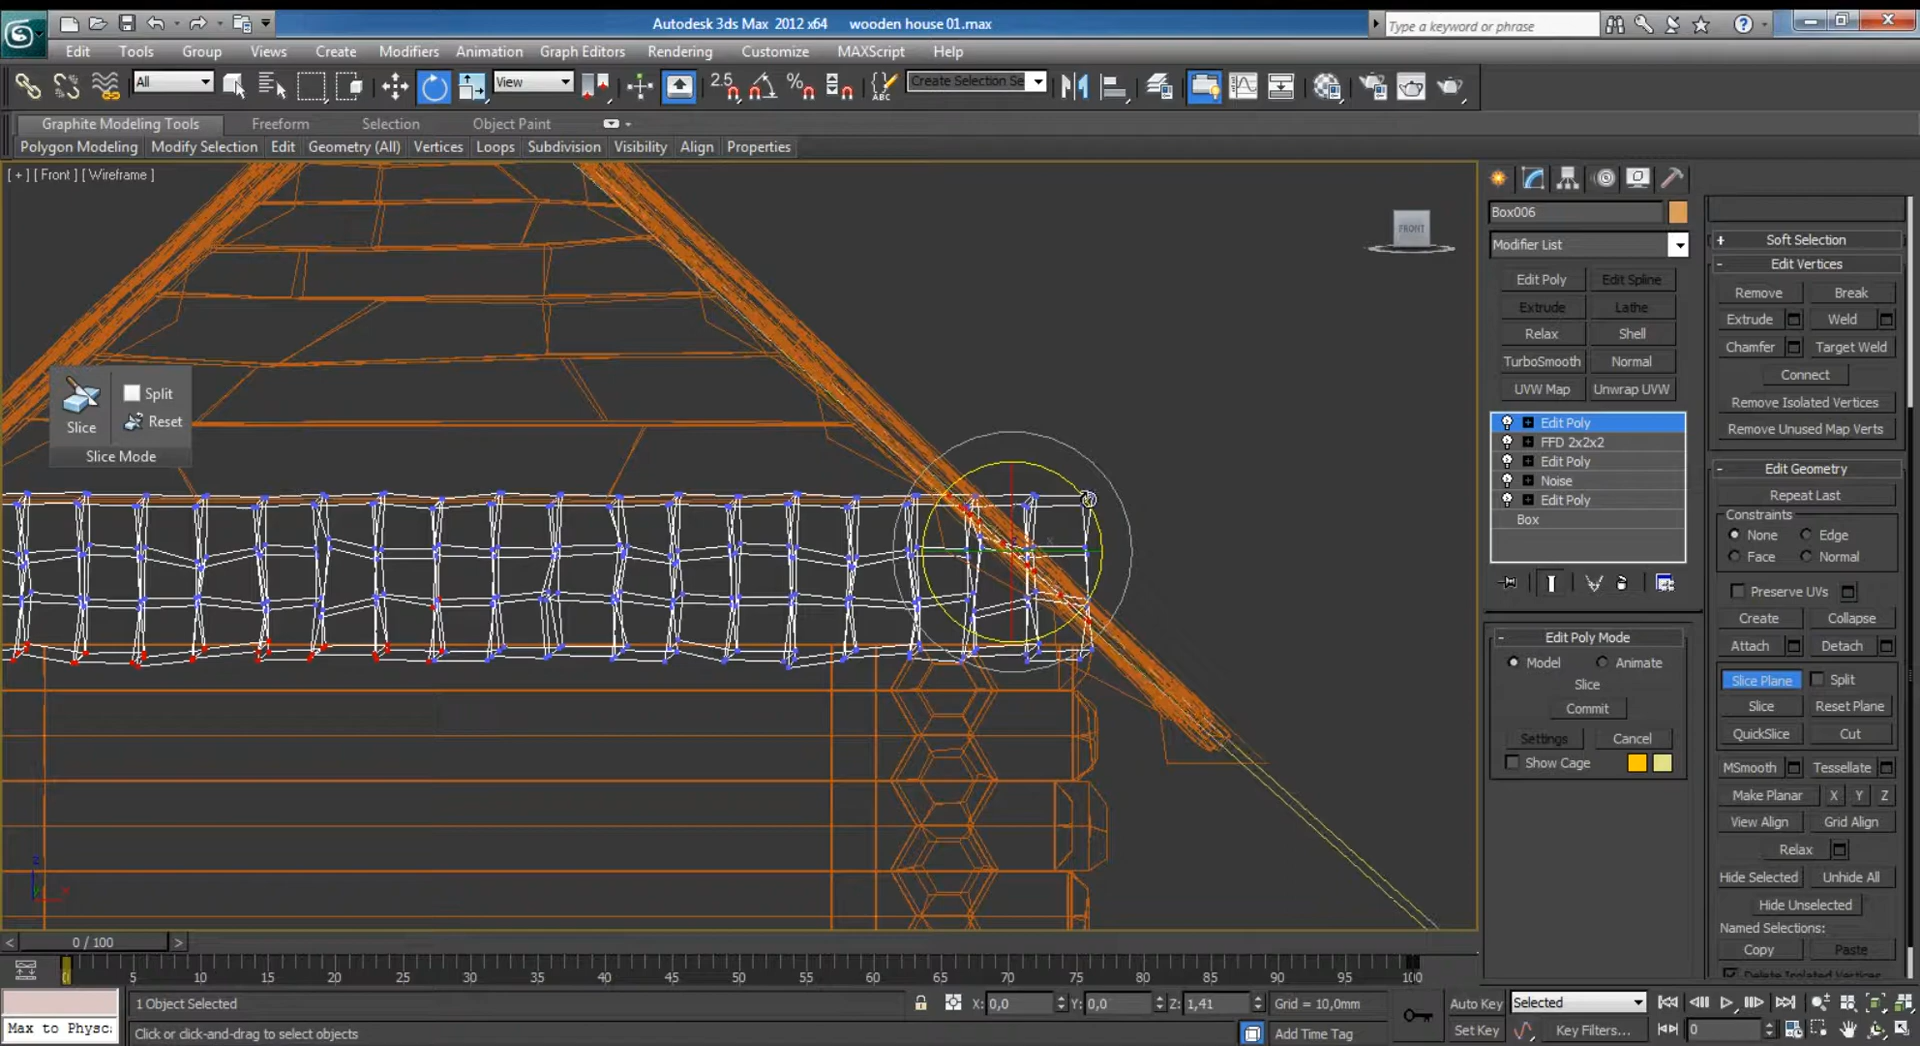 Autodesk 3ds Max 2012 x64 wooden house 01.max
Type a keyword or phrase
Edit Tools Group Views Create Modifiers Animation Graph Editors Rendering Customize MAXScript Help
All
View
2.5
%
ABC
Create Selection Se
Graphite Modeling Tools Freeform Selection Object Paint
Polygon Modeling Modify Selection Edit Geometry (All) Vertices Loops Subdivision Visibility Align Properties
[ + ] [ Front ] [ Wireframe ]
FRONT
Split
Reset
Slice
Slice Mode
Box006
Modifier List
Edit Poly Edit Spline
Extrude Lathe
Relax Shell
TurboSmooth Normal
UVW Map Unwrap UVW
Edit Poly
FFD 2x2x2
Edit Poly
Noise
Edit Poly
Box
- Edit Poly Mode
Model Animate
Slice
Commit
Settings Cancel
Show Cage
+ Soft Selection
- Edit Vertices
Remove Break
Extrude Weld
Chamfer Target Weld
Connect
Remove Isolated Vertices
Remove Unused Map Verts
- Edit Geometry
Repeat Last
Constraints
None Edge
Face Normal
Preserve UVs
Create Collapse
Attach Detach
Slice Plane Split
Slice Reset Plane
QuickSlice Cut
MSmooth Tessellate
Make Planar X Y Z
View Align Grid Align
Relax
Hide Selected Unhide All
Hide Unselected
Named Selections:
Copy Paste
Delete Isolated Vertices
< 0 / 100 >
0 5 10 15 20 25 30 35 40 45 50 55 60 65 70 75 80 85 90 95 100
1 Object Selected
X: 0,0 Y: 0,0 Z: 1,41 Grid = 10,0mm
Auto Key Selected
Max to Physc:
Click or click-and-drag to select objects
Add Time Tag
Set Key Key Filters... 0